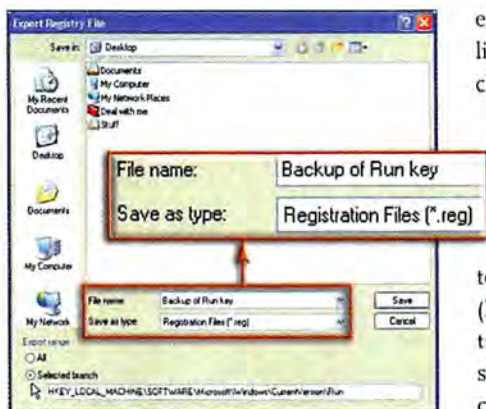 Export Registry File
Save in: Desktop
Documents
My Computer
My Network Places
Deal with me
Stuff
My Recent
Documents
Desktop
Documents
My Computer
My Network
File name: Backup of Run key
Save as type: Registration Files (*.reg)
File name: Backup of Run key Save
Save as type: Registration Files (*.reg) Cancel
Export range
All
Selected branch
HKEY_LOCAL_MACHINE\SOFTWARE\Microsoft\Windows\CurrentVersion\Run